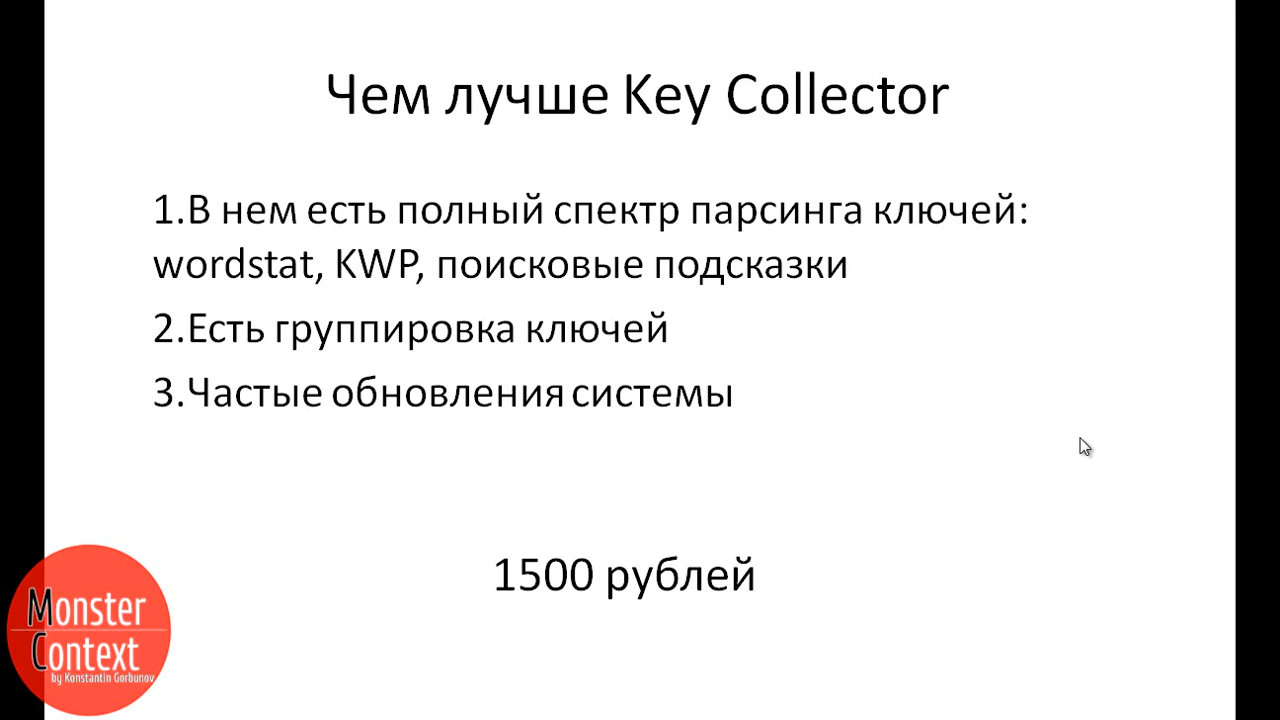 Чем лучше Key Collector
1.В нем есть полный спектр парсинга ключей:
wordstat, KWP, поисковые подсказки
2.Есть группировка ключей
3.Частые обновления системы
1500 рублей
Monster
Context
by Konstantin Gorbunov